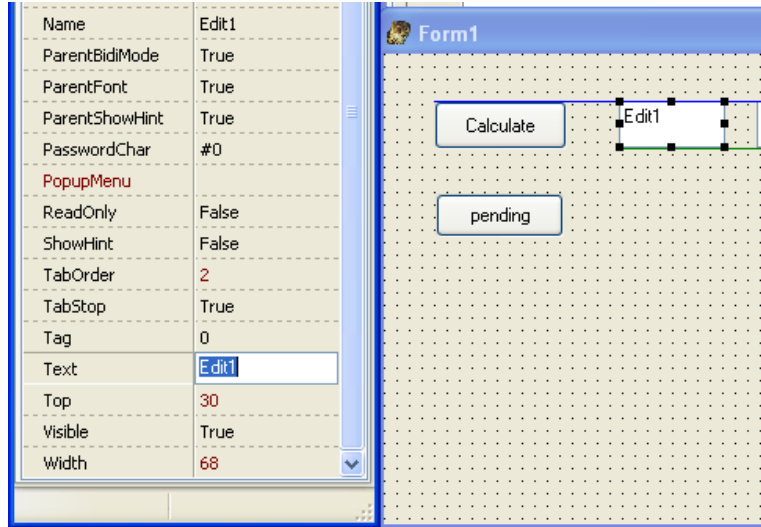 Name Edit1
ParentBidiMode True
ParentFont True
ParentShowHint True
PasswordChar #0
PopupMenu
ReadOnly False
ShowHint False
TabOrder 2
TabStop True
Tag 0
Text Edit1
Top 30
Visible True
Width 68
Form1
Calculate Edit1
pending